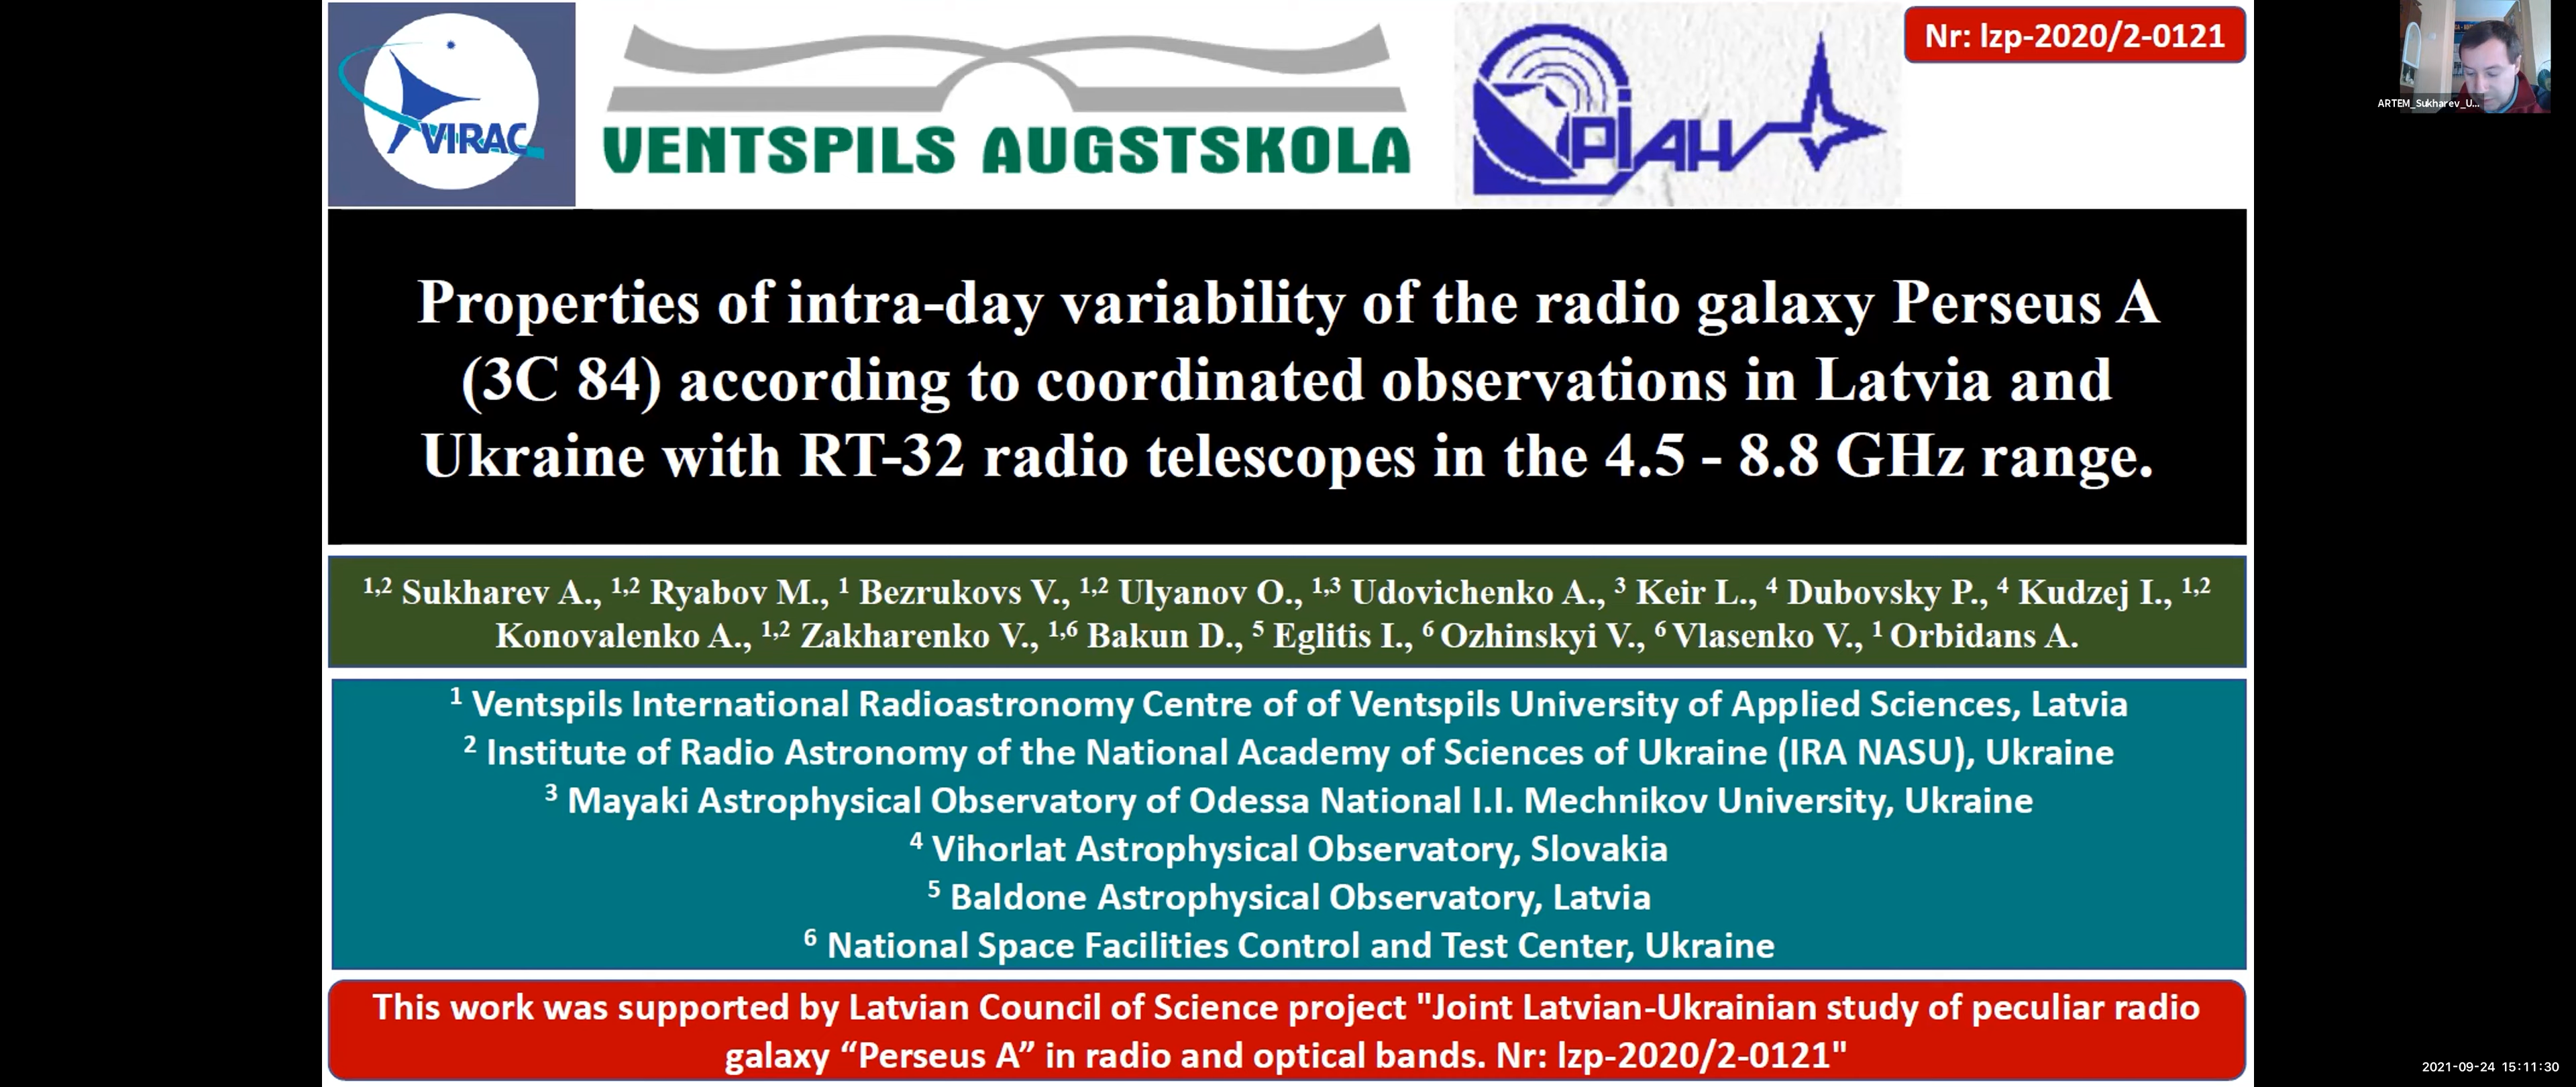 VIRAC
VENTSPILS AUGSTSKOLA
РІАН
Nr: lzp-2020/2-0121
ARTEM_Sukharev_U...
Properties of intra-day variability of the radio galaxy Perseus A
(3C 84) according to coordinated observations in Latvia and
Ukraine with RT-32 radio telescopes in the 4.5 - 8.8 GHz range.
1,2 Sukharev A., 1,2 Ryabov M., 1 Bezrukovs V., 1,2 Ulyanov O., 1,3 Udovichenko A., 3 Keir L., 4 Dubovsky P., 4 Kudzej I., 1,2
Konovalenko A., 1,2 Zakharenko V., 1,6 Bakun D., 5 Eglitis I., 6 Ozhinskyi V., 6 Vlasenko V., 1 Orbidans A.
1 Ventspils International Radioastronomy Centre of of Ventspils University of Applied Sciences, Latvia
2 Institute of Radio Astronomy of the National Academy of Sciences of Ukraine (IRA NASU), Ukraine
3 Mayaki Astrophysical Observatory of Odessa National I.I. Mechnikov University, Ukraine
4 Vihorlat Astrophysical Observatory, Slovakia
5 Baldone Astrophysical Observatory, Latvia
6 National Space Facilities Control and Test Center, Ukraine
This work was supported by Latvian Council of Science project "Joint Latvian-Ukrainian study of peculiar radio
galaxy “Perseus A” in radio and optical bands. Nr: lzp-2020/2-0121"
2021-09-24 15:11:30